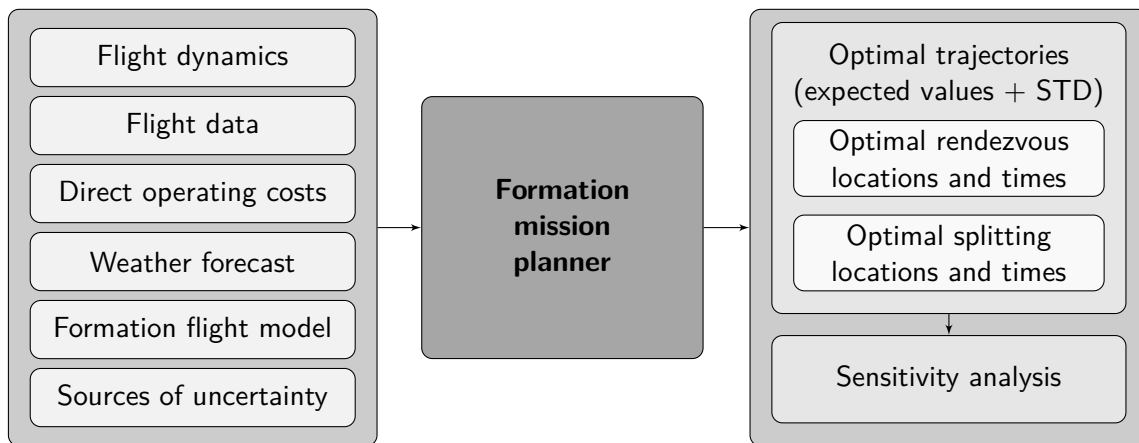 Flight dynamics
Flight data
Direct operating costs
Weather forecast
Formation flight model
Sources of uncertainty
Formation
mission
planner
Optimal trajectories
(expected values + STD)
Optimal rendezvous
locations and times
Optimal splitting
locations and times
Sensitivity analysis